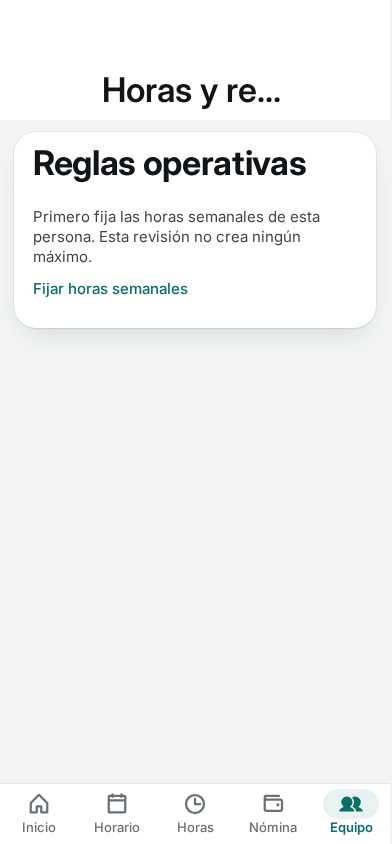 Horas y re...
Reglas operativas
Primero fija las horas semanales de esta
persona. Esta revisión no crea ningún
máximo.
Fijar horas semanales
Inicio
Horario
Horas
Nómina
Equipo